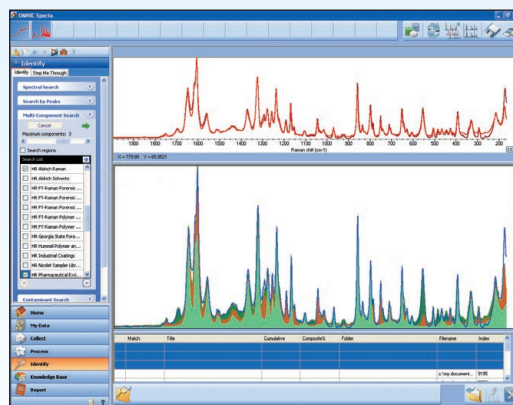 OMNIC Specta
Identify
Identify Step Me Through
Spectral Search
Search by Peaks
Multi-Component Search
Cancel
Maximum components: 3
Search regions
Search List
HR Aldrich Raman
HR Aldrich Solvents
HR FT-Raman Forensic ...
HR FT-Raman Forensic ...
HR FT-Raman Forensic ...
HR FT-Raman Polymer ...
HR FT-Raman Polymer ...
HR Georgia State Fore...
HR Hummel Polymer an...
HR Industrial Coatings
HR Nicolet Sampler Libr...
HR Pharmaceutical Exci...
Contaminant Search
Home
My Data
Collect
Process
Identify
Knowledge Base
Report
1900 1800 1700 1600 1500 1400 1300 1200 1100 1000 900 800 700 600 500 400 300 200
Raman shift (cm-1)
Match Title Cumulative Composite% Folder Filename Index
c:\my document... 9195